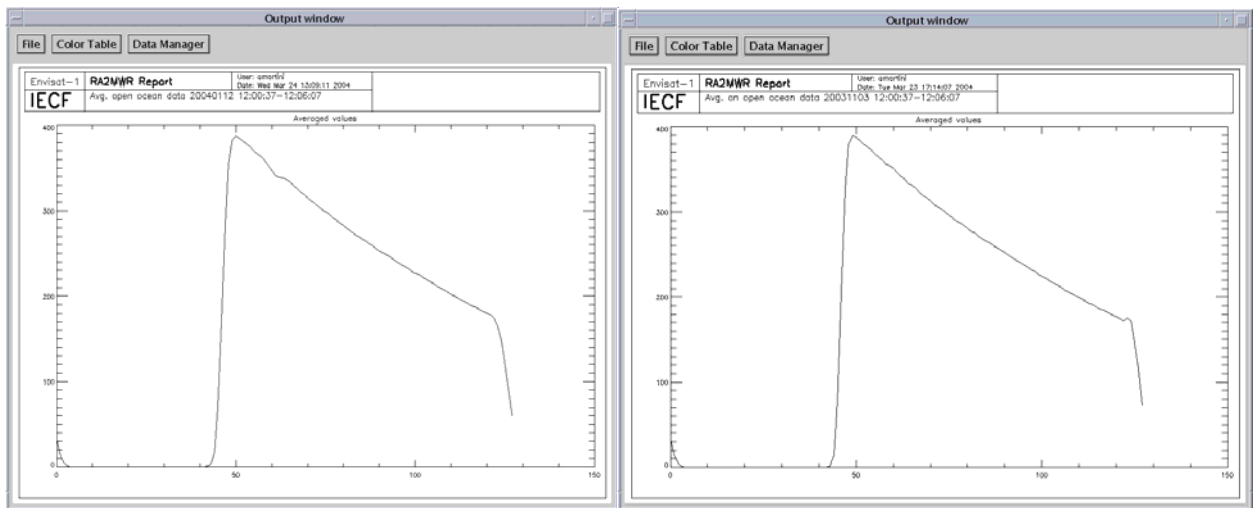 Output window
File Color Table Data Manager
Envisat-1
RA2MWR Report
User: amartini
Date: Wed Mar 24 13:09:11 2004
IECF
Avg. open ocean data 20040112 12:00:37-12:06:07
Averaged values
400
300
200
100
0
0 50 100 150
Output window
File Color Table Data Manager
Envisat-1
RA2MWR Report
User: amartini
Date: Tue Mar 23 17:14:07 2004
IECF
Avg. on open ocean data 20031103 12:00:37-12:06:07
Averaged values
400
300
200
100
0
0 50 100 150